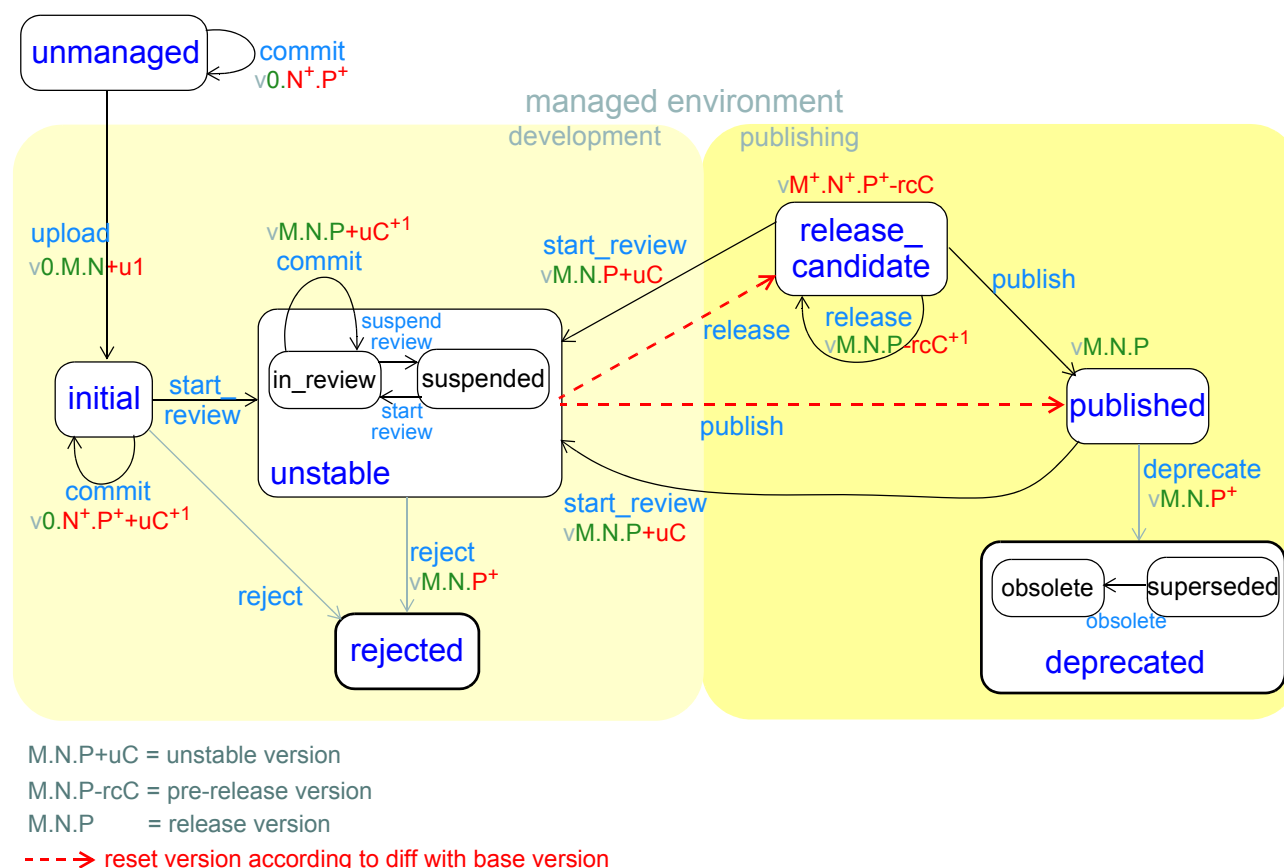 unmanaged
commit
v0.N⁺.P⁺
managed environment
development
publishing
vM⁺.N⁺.P⁺-rcC
upload
v0.M.N+u1
vM.N.P+uC⁺¹
commit
start_review
vM.N.P+uC
release_
candidate
publish
suspend
review
release
release
vM.N.P-rcC⁺¹
vM.N.P
in_review
suspended
initial
start_
review
start
review
published
publish
unstable
commit
v0.N⁺.P⁺+uC⁺¹
start_review
vM.N.P+uC
deprecate
vM.N.P⁺
reject
vM.N.P⁺
reject
obsolete
superseded
obsolete
rejected
deprecated
M.N.P+uC = unstable version
M.N.P-rcC = pre-release version
M.N.P = release version
reset version according to diff with base version